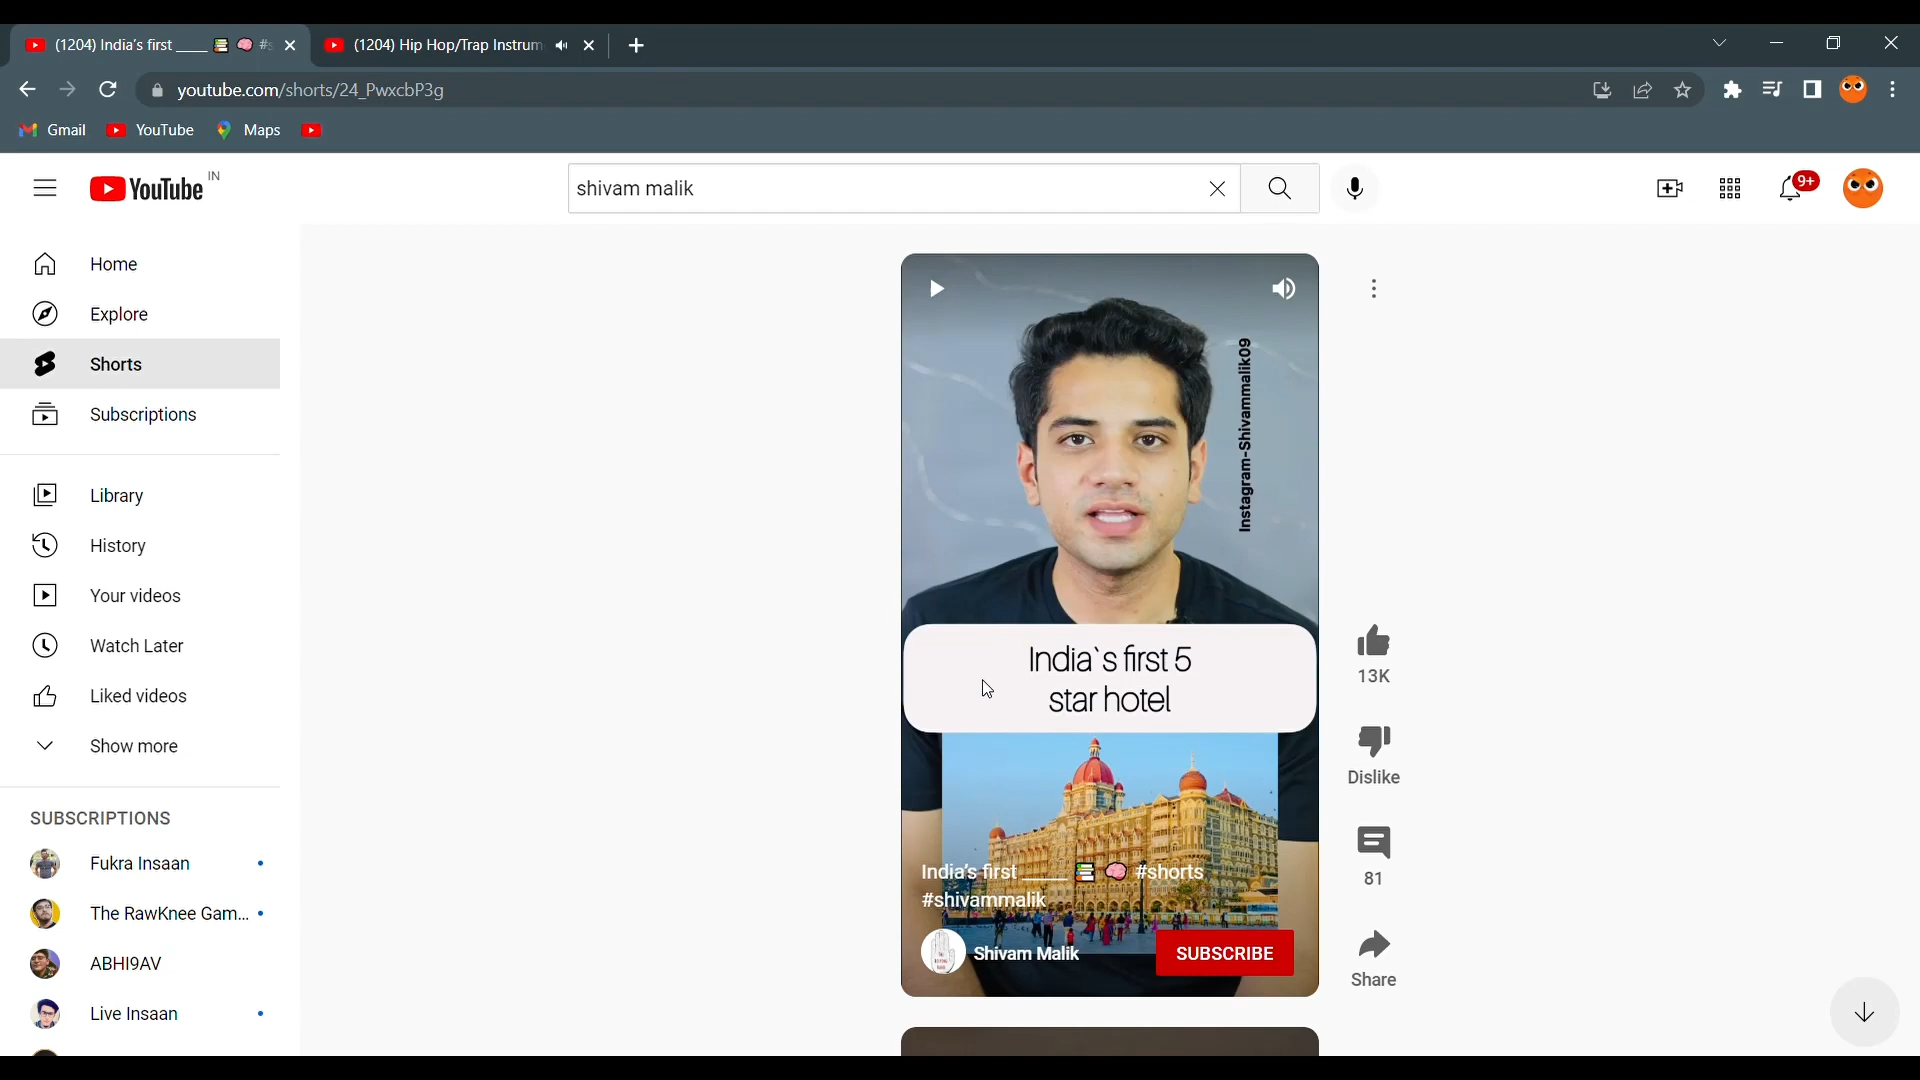 (1204) India's first ____ 📚 🧠 #s
(1204) Hip Hop/Trap Instrum
youtube.com/shorts/24_PwxcbP3g
Gmail
YouTube
Maps
YouTube IN
shivam malik
9+
Home
Explore
Shorts
Subscriptions
Library
History
Your videos
Watch Later
Liked videos
Show more
SUBSCRIPTIONS
Fukra Insaan
The RawKnee Gam...
ABHI9AV
Live Insaan
Instagram-Shivammalik09
India`s first 5
star hotel
India's first ____ 📚 🧠 #shorts
#shivammalik
Shivam Malik
SUBSCRIBE
13K
Dislike
81
Share